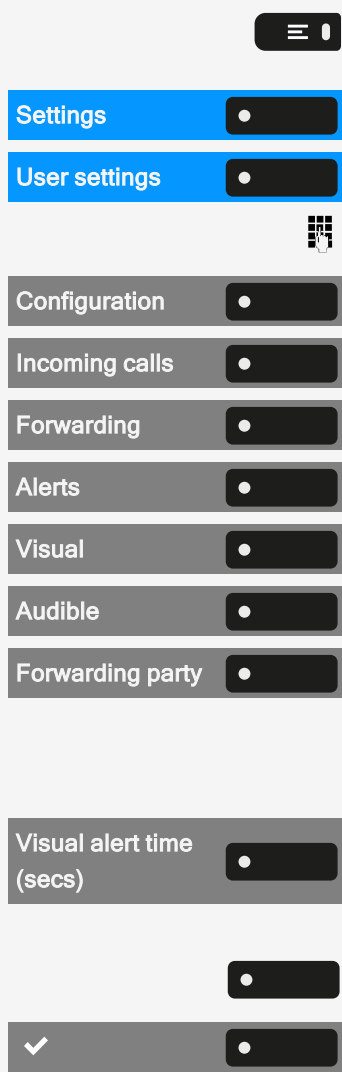 Settings
User settings
Configuration
Incoming calls
Forwarding
Alerts
Visual
Audible
Forwarding party
Visual alert time
(secs)